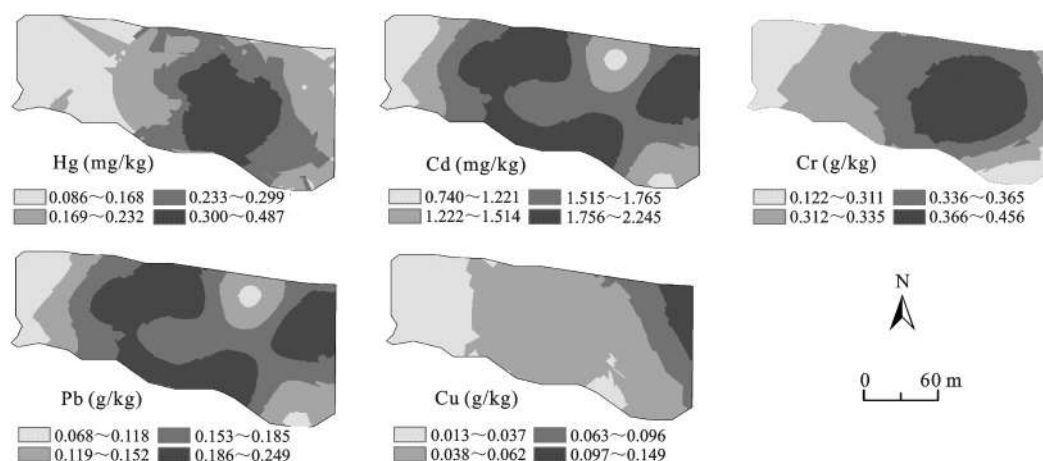 Hg (mg/kg)
0.086～0.168
0.233～0.299
0.169～0.232
0.300～0.487
Cd (mg/kg)
0.740～1.221
1.515～1.765
1.222～1.514
1.756～2.245
Cr (g/kg)
0.122～0.311
0.336～0.365
0.312～0.335
0.366～0.456
Pb (g/kg)
0.068～0.118
0.153～0.185
0.119～0.152
0.186～0.249
Cu (g/kg)
0.013～0.037
0.063～0.096
0.038～0.062
0.097～0.149
N
0 60 m